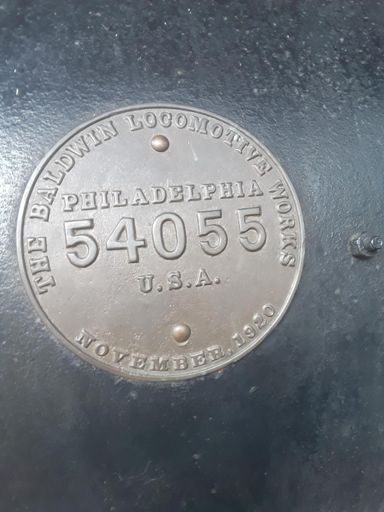 THE BALDWIN LOCOMOTIVE WORKS
PHILADELPHIA
54055
U.S.A.
NOVEMBER, 1920